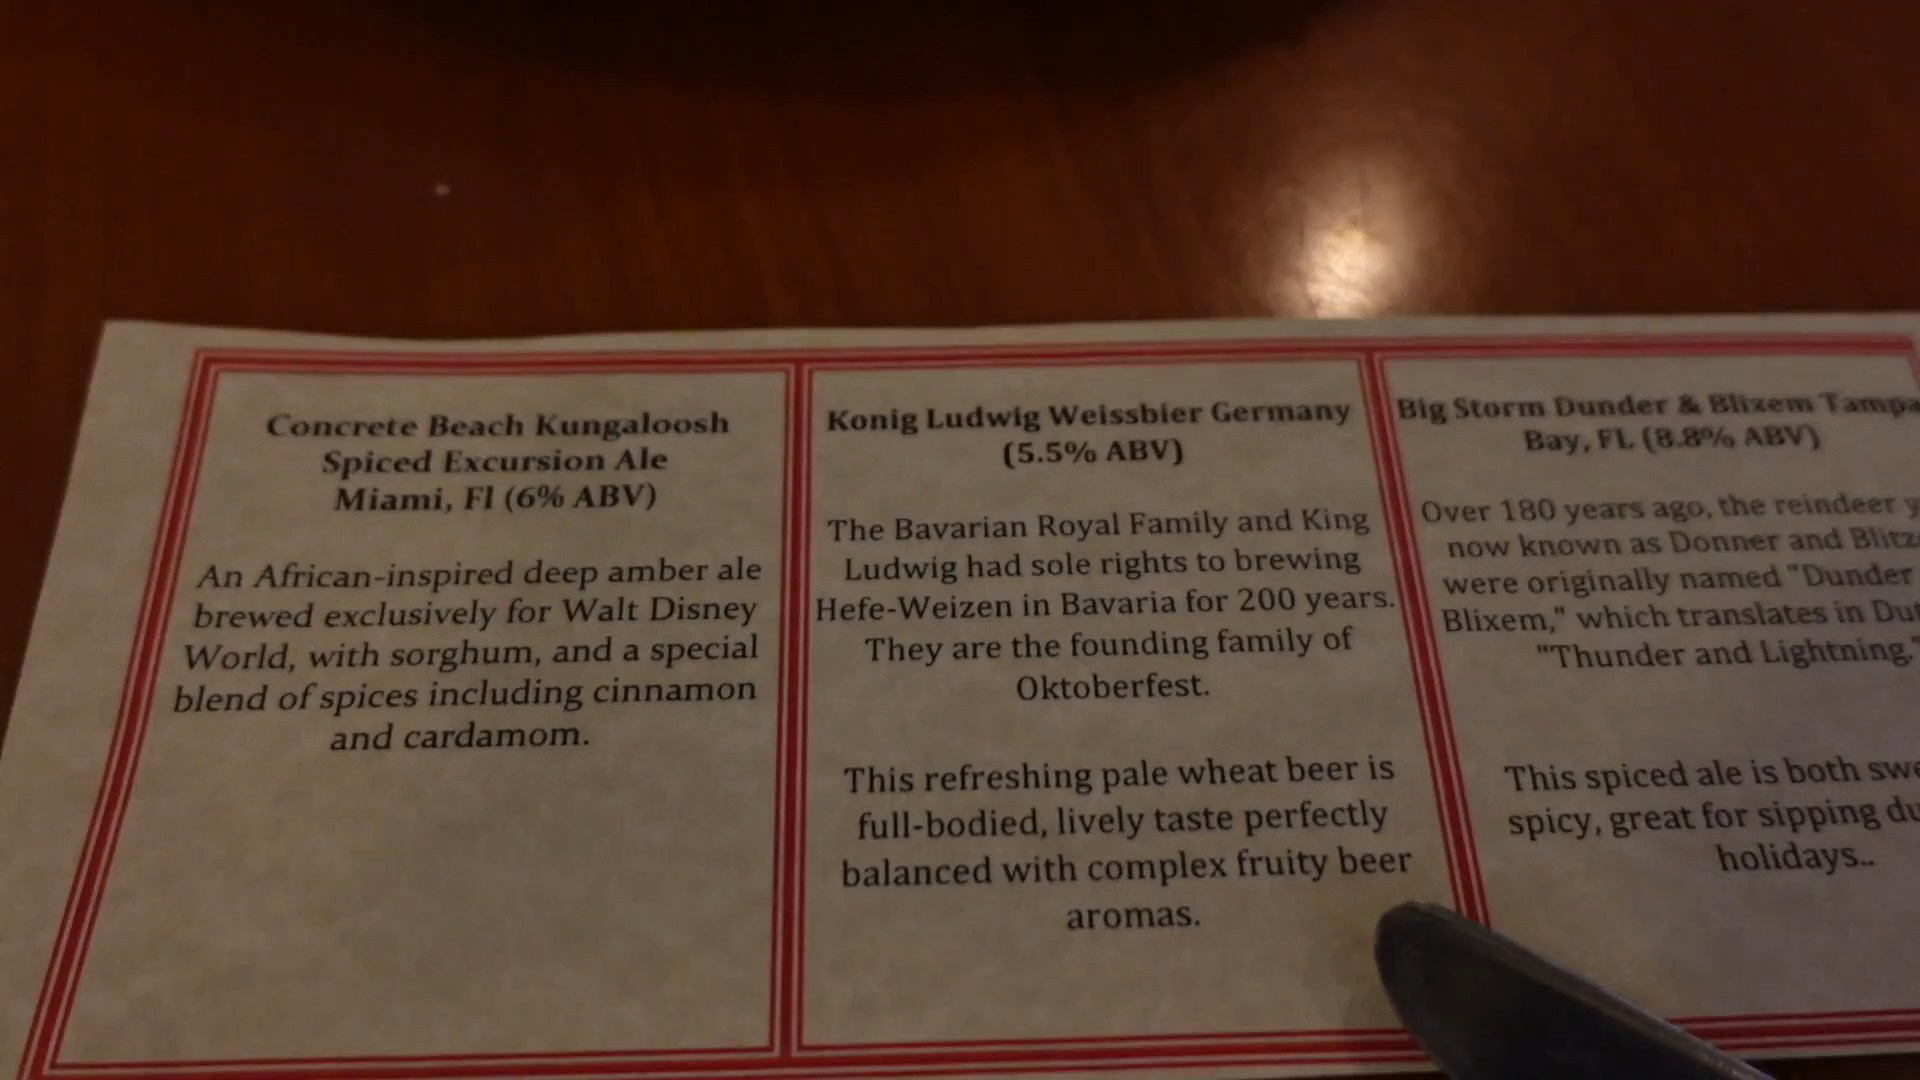 Concrete Beach Kungaloosh
Spiced Excursion Ale
Miami, Fl (6% ABV)
An African-inspired deep amber ale
brewed exclusively for Walt Disney
World, with sorghum, and a special
blend of spices including cinnamon
and cardamom.
Konig Ludwig Weissbier Germany
(5.5% ABV)
The Bavarian Royal Family and King
Ludwig had sole rights to brewing
Hefe-Weizen in Bavaria for 200 years.
They are the founding family of
Oktoberfest.
This refreshing pale wheat beer is
full-bodied, lively taste perfectly
balanced with complex fruity beer
aromas.
Big Storm Dunder & Blixem Tampa
Bay, FL (8.8% ABV)
Over 180 years ago, the reindeer
now known as Donner and
were originally named "Dunder
Blixem," which translates in
"Thunder and Lightning."
This spiced ale is both
spicy, great for sipping
holidays..